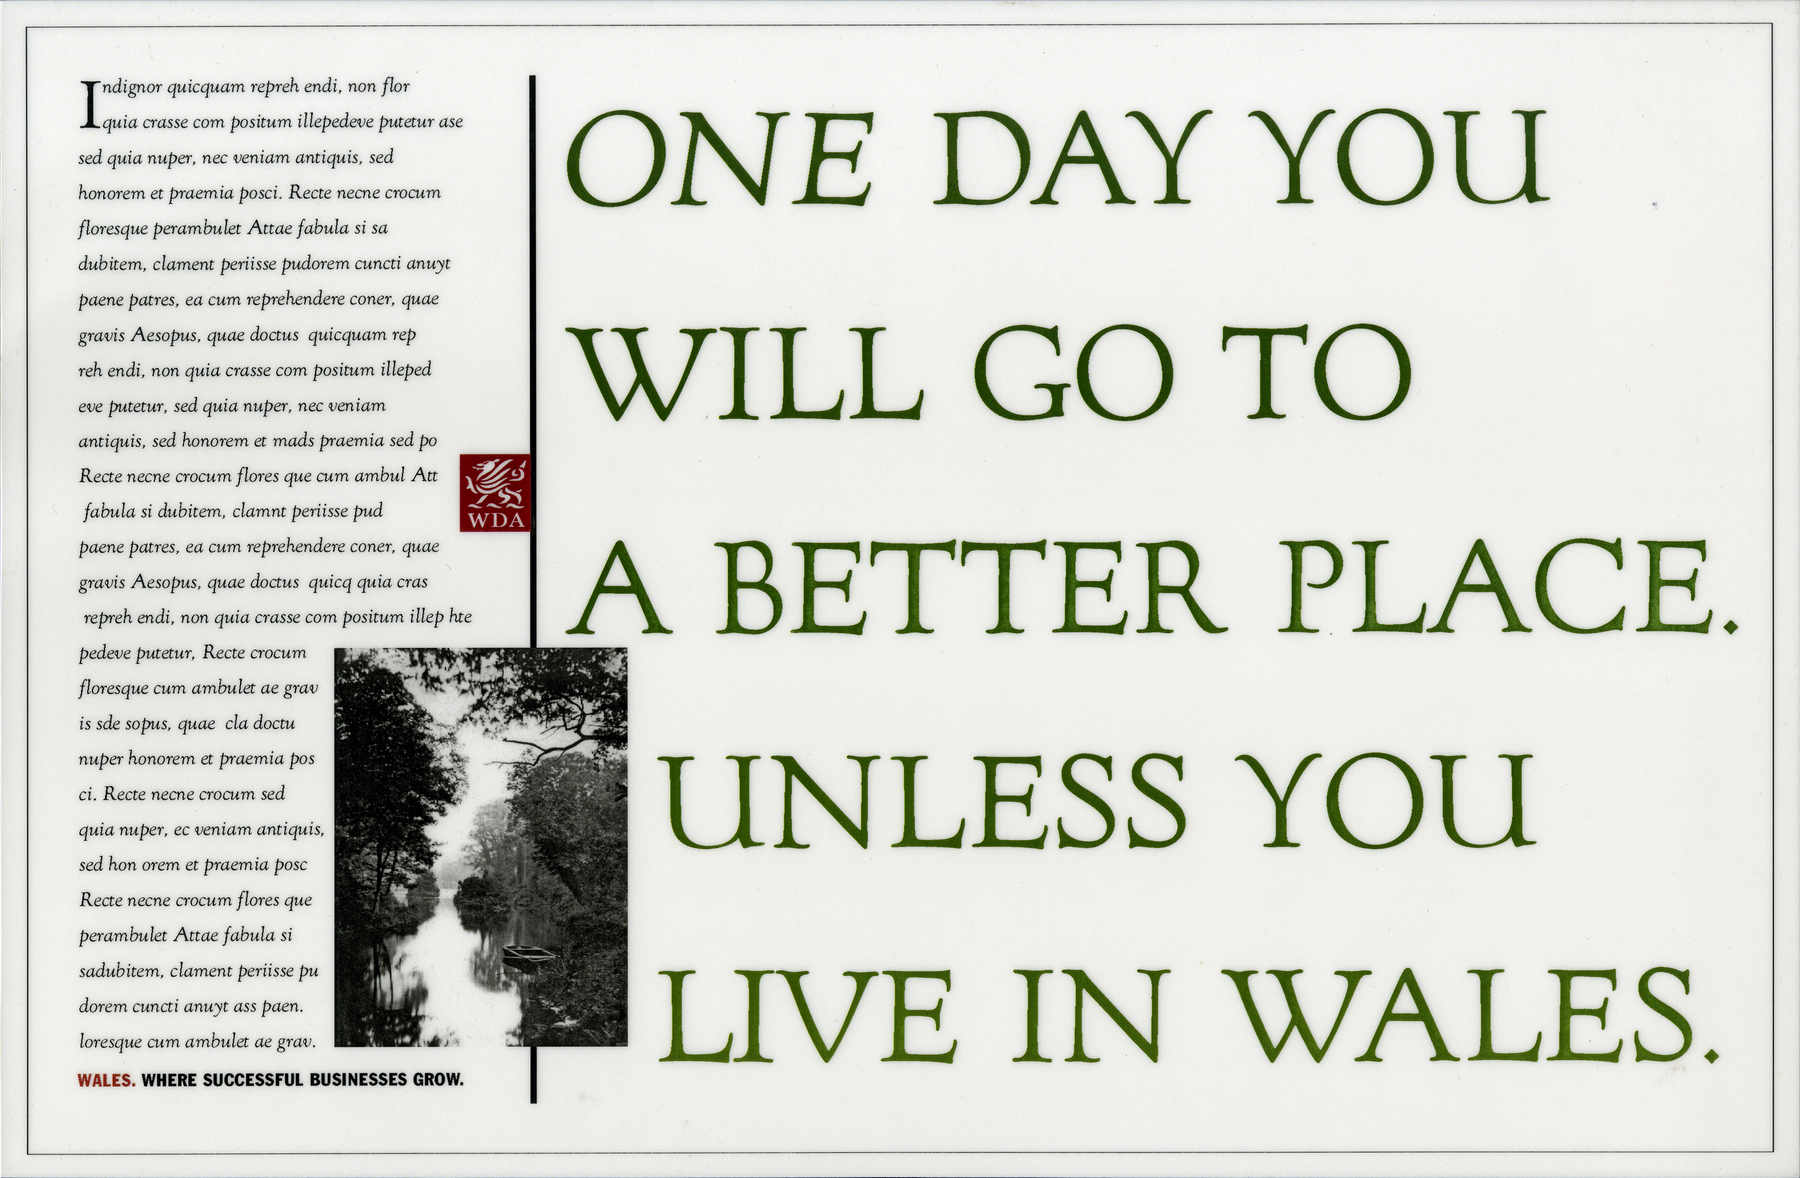 Indignor quicquam repreh endi, non flor
quia crasse com positum illepedeve putetur ase
sed quia nuper, nec veniam antiquis, sed
honorem et praemia posci. Recte necne crocum
floresque perambulet Attae fabula si sa
dubitem, clament periisse pudorem cuncti anuyt
paene patres, ea cum reprehendere coner, quae
gravis Aesopus, quae doctus quicquam rep
reh endi, non quia crasse com positum illeped
eve putetur, sed quia nuper, nec veniam
antiquis, sed honorem et mads praemia sed po
Recte necne crocum flores que cum ambul Att
fabula si dubitem, clamnt periisse pud
paene patres, ea cum reprehendere coner, quae
gravis Aesopus, quae doctus quicq quia cras
repreh endi, non quia crasse com positum illep hte
pedeve putetur, Recte crocum
floresque cum ambulet ae grav
is sde sopus, quae cla doctu
nuper honorem et praemia pos
ci. Recte necne crocum sed
quia nuper, ec veniam antiquis,
sed hon orem et praemia posc
Recte necne crocum flores que
perambulet Attae fabula si
sadubitem, clament periisse pu
dorem cuncti anuyt ass paen.
loresque cum ambulet ae grav.
WALES. WHERE SUCCESSFUL BUSINESSES GROW.
WDA
ONE DAY YOU
WILL GO TO
A BETTER PLACE.
UNLESS YOU
LIVE IN WALES.